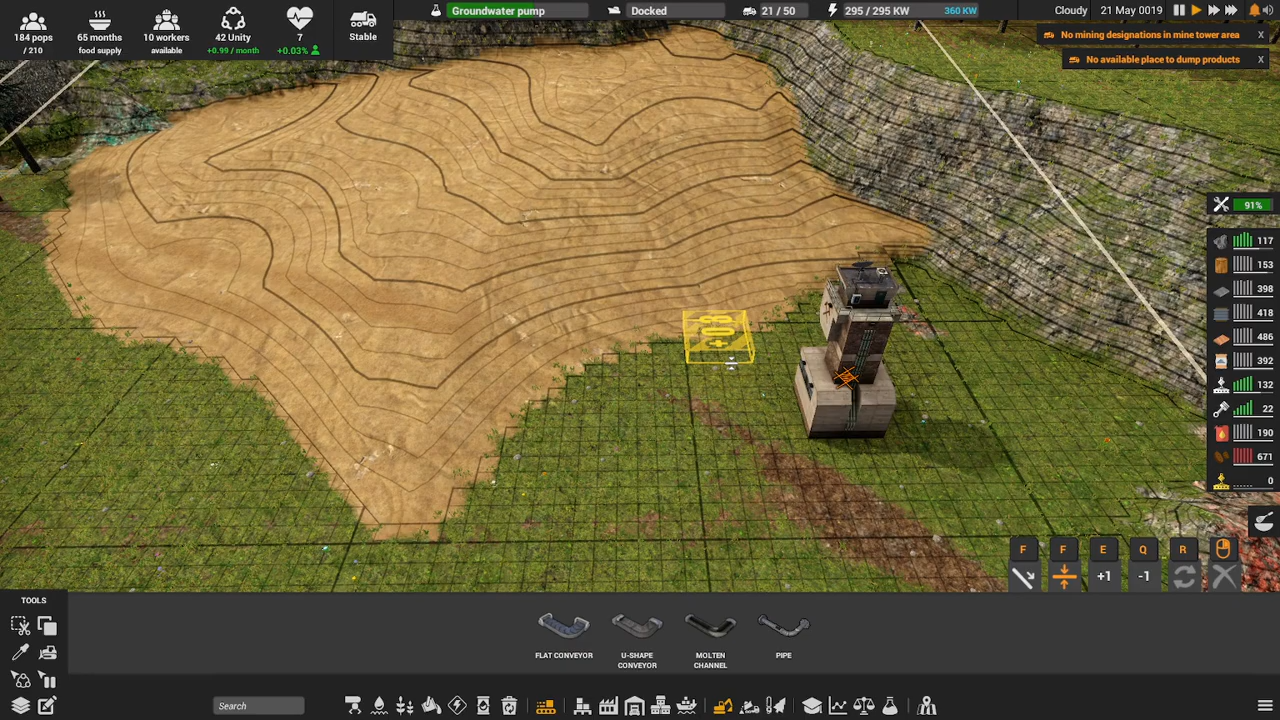 184 pops
/ 210
65 months
food supply
10 workers
available
42 Unity
+0.99 / month
7
+0.03%
Stable
Groundwater pump
Docked
21 / 50
295 / 295 KW
360 KW
Cloudy
21 May 0019
No mining designations in mine tower area
X
No available place to dump products
X
91%
117
153
398
418
486
392
132
22
190
671
0
F
F
E
Q
R
+1
-1
TOOLS
FLAT CONVEYOR
U-SHAPE
CONVEYOR
MOLTEN
CHANNEL
PIPE
Search